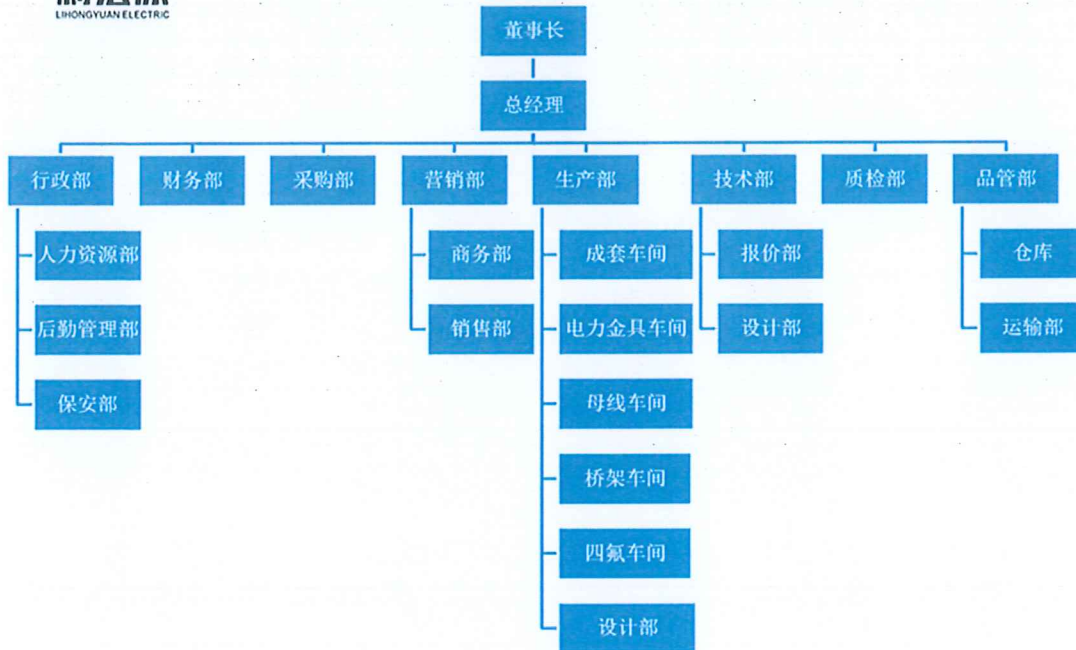 LIHONGYUAN ELECTRIC
董事长
总经理
行政部 财务部 采购部 营销部 生产部 技术部 质检部 品管部
人力资源部 商务部 成套车间 报价部 仓库
后勤管理部 销售部 电力金具车间 设计部 运输部
保安部 母线车间
桥架车间
四氟车间
设计部